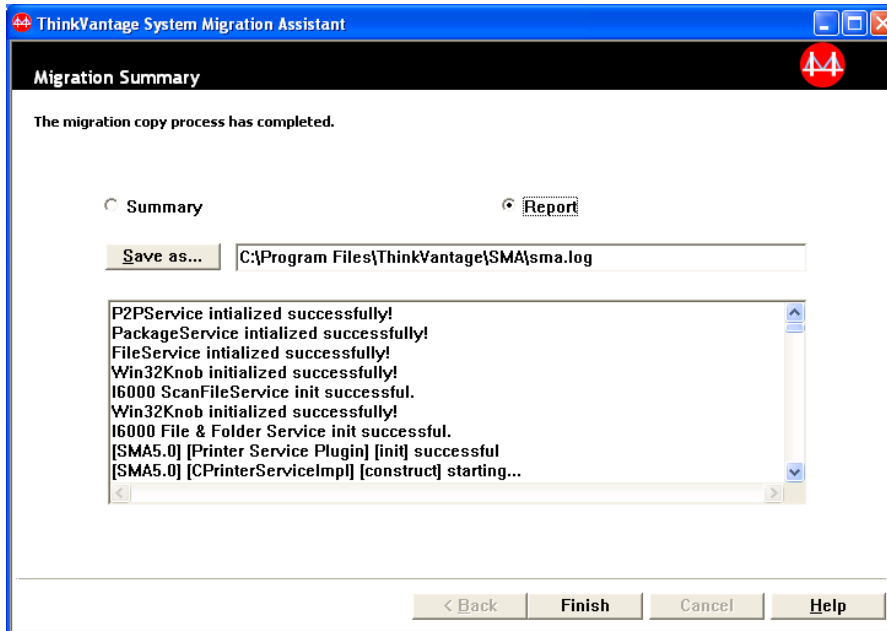 ThinkVantage System Migration Assistant
Migration Summary
The migration copy process has completed.
Summary
Report
Save as...
C:\Program Files\ThinkVantage\SMA\sma.log
P2PService intialized successfully!
PackageService intialized successfully!
FileService intialized successfully!
Win32Knob initialized successfully!
I6000 ScanFileService init successful.
Win32Knob initialized successfully!
I6000 File & Folder Service init successful.
[SMA5.0] [Printer Service Plugin] [init] successful
[SMA5.0] [CPrinterServiceImpl] [construct] starting...
< Back
Finish
Cancel
Help